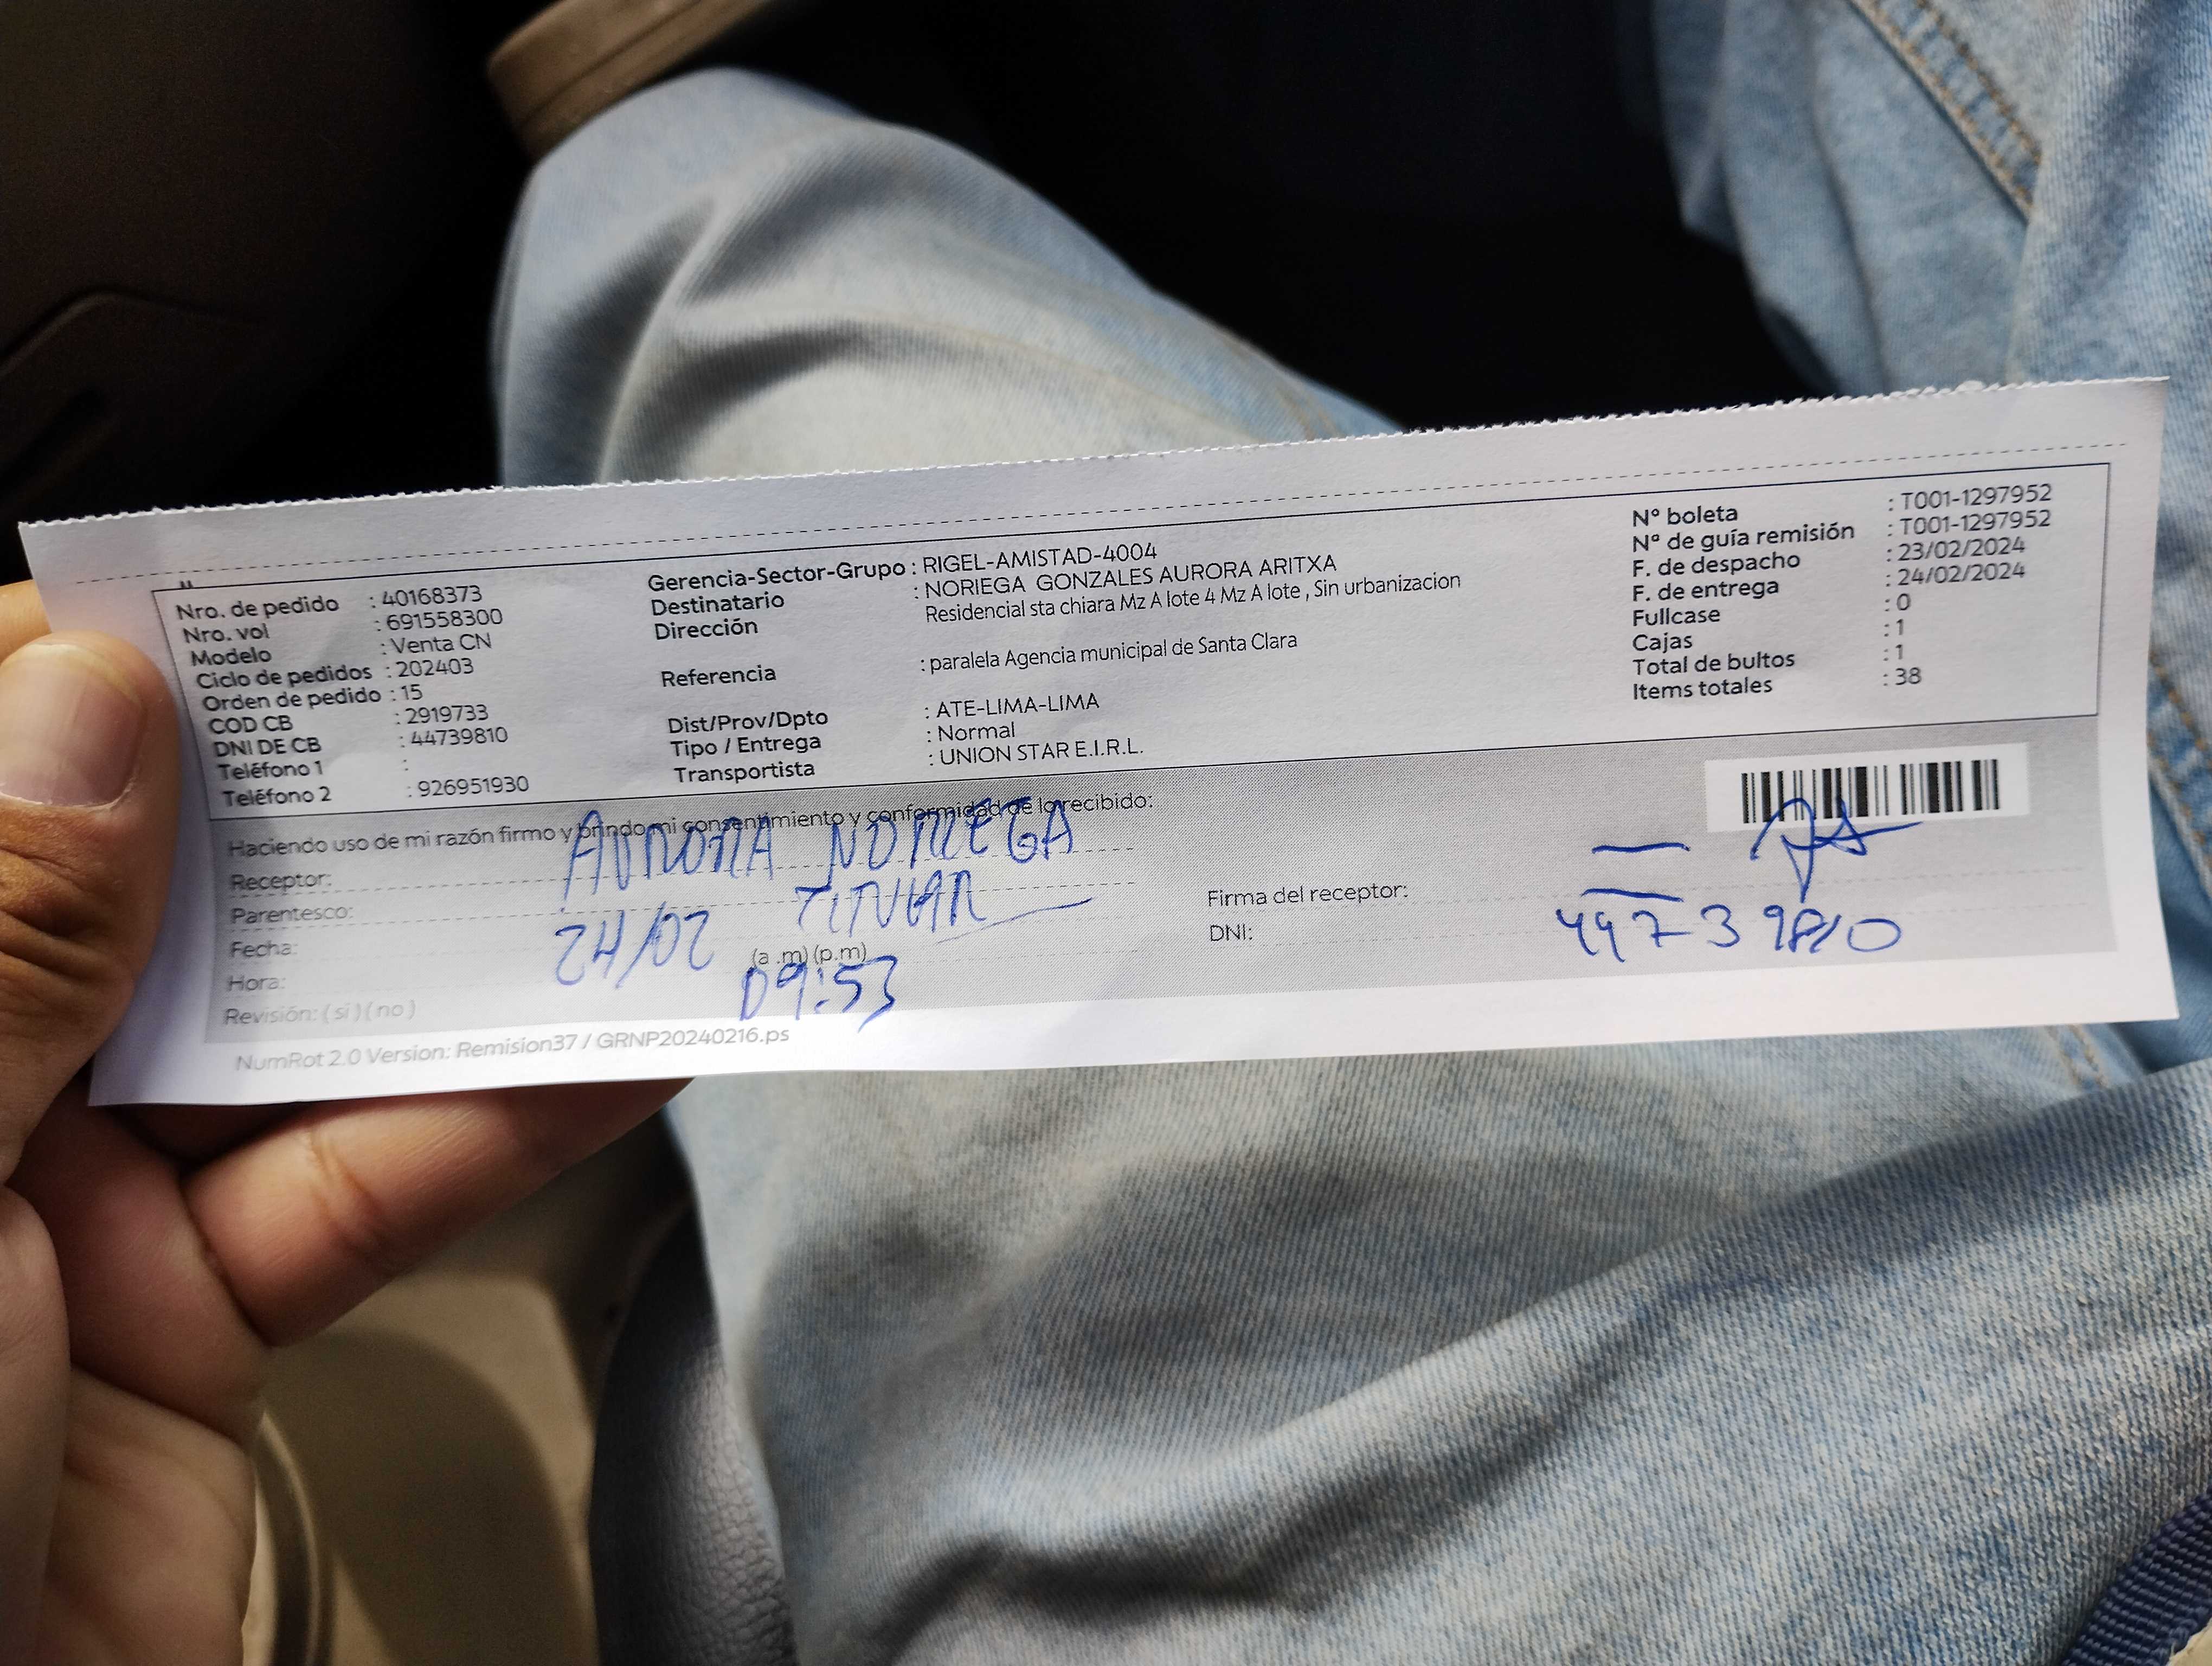 Nro. de pedido : 40168373
Nro. vol : 691558300
Modelo : Venta CN
Ciclo de pedidos : 202403
Orden de pedido : 15
COD CB : 2919733
DNI DE CB : 44739810
Teléfono 1 :
Teléfono 2 : 926951930
Gerencia-Sector-Grupo : RIGEL-AMISTAD-4004
Destinatario : NORIEGA GONZALES AURORA ARITXA
Dirección Residencial sta chiara Mz A lote 4 Mz A lote , Sin urbanizacion
Referencia : paralela Agencia municipal de Santa Clara
Dist/Prov/Dpto : ATE-LIMA-LIMA
Tipo / Entrega : Normal
Transportista : UNION STAR E.I.R.L.
N° boleta : T001-1297952
N° de guía remisión : T001-1297952
F. de despacho : 23/02/2024
F. de entrega : 24/02/2024
Fullcase : 0
Cajas : 1
Total de bultos : 1
Items totales : 38
Haciendo uso de mi razón firmo y brindo mi consentimiento y conformidad de lo recibido:
Receptor: AURORA NORIEGA
Parentesco: TITULAR
Fecha: 24/02
Hora: (a .m) (p.m) 09:53
Revisión: ( si ) ( no )
Firma del receptor:
DNI: 44739810
NumRot 2.0 Version: Remision37 / GRNP20240216.ps